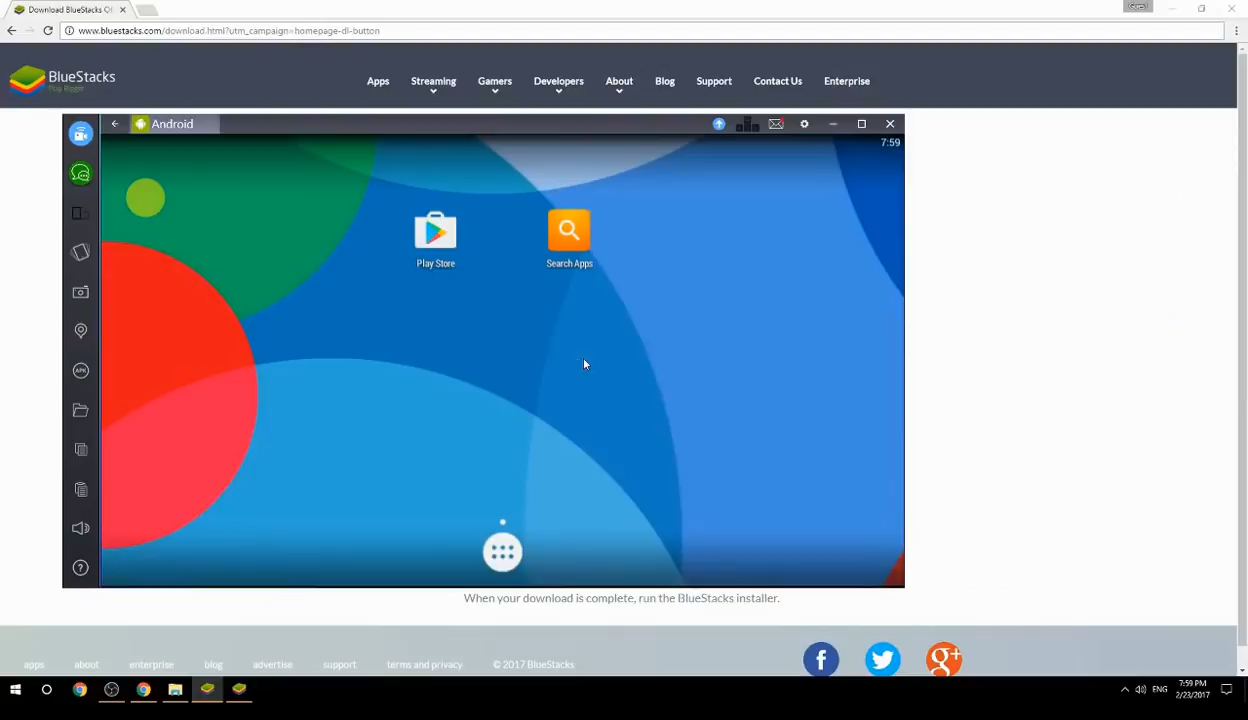 Download BlueStacks Of
www.bluestacks.com/download.html?utm_campaign=homepage-dl-button
BlueStacks
Play Bigger
Apps Streaming Gamers Developers About Blog Support Contact Us Enterprise
Android
7:59
Play Store
Search Apps
APK
When your download is complete, run the BlueStacks installer.
apps about enterprise blog advertise support terms and privacy © 2017 BlueStacks
f
g+
ENG
7:59 PM
2/23/2017